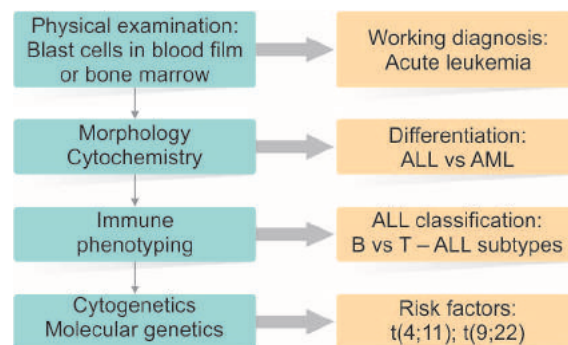 Physical examination:
Blast cells in blood film
or bone marrow
Working diagnosis:
Acute leukemia
Morphology
Cytochemistry
Differentiation:
ALL vs AML
Immune
phenotyping
ALL classification:
B vs T – ALL subtypes
Cytogenetics
Molecular genetics
Risk factors:
t(4;11); t(9;22)